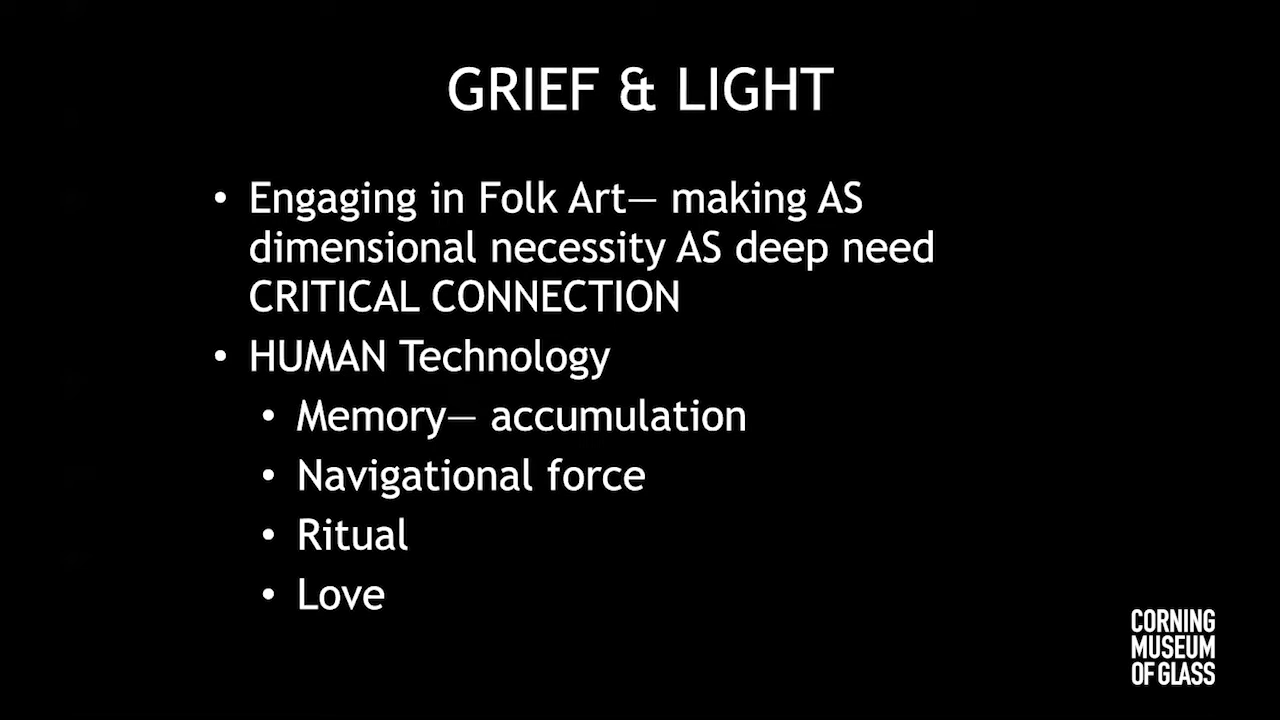 GRIEF & LIGHT
• Engaging in Folk Art— making AS
dimensional necessity AS deep need
CRITICAL CONNECTION
• HUMAN Technology
• Memory— accumulation
• Navigational force
• Ritual
• Love
CORNING
MUSEUM
OF GLASS